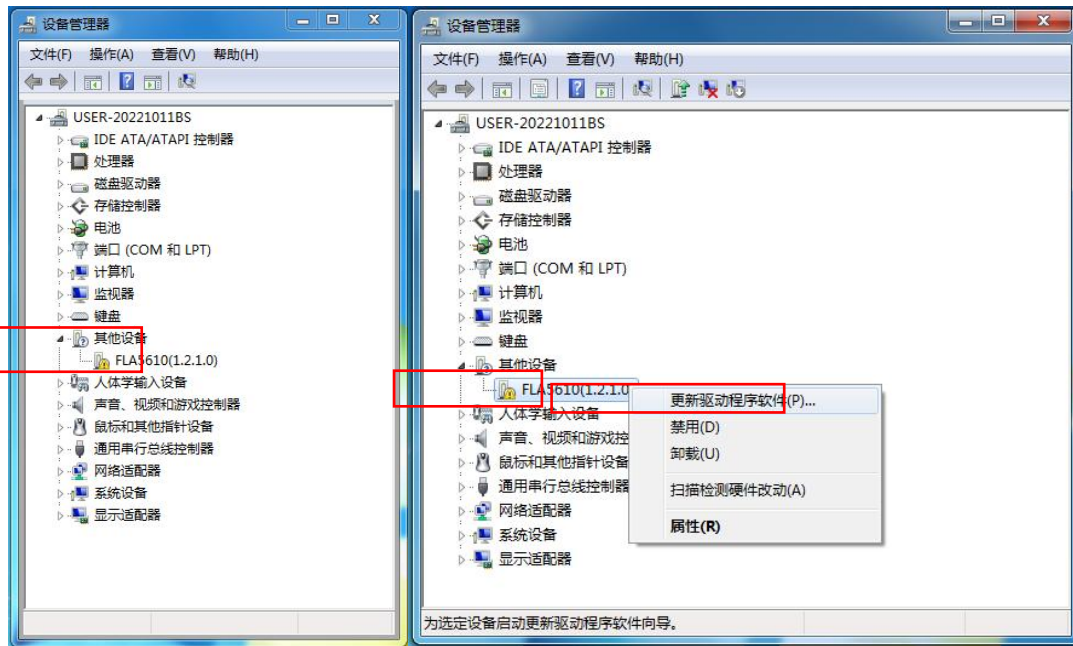 设备管理器
文件(F) 操作(A) 查看(V) 帮助(H)
USER-20221011BS
IDE ATA/ATAPI 控制器
处理器
磁盘驱动器
存储控制器
电池
端口 (COM 和 LPT)
计算机
监视器
键盘
其他设备
FLA5610(1.2.1.0)
人体学输入设备
声音、视频和游戏控制器
鼠标和其他指针设备
通用串行总线控制器
网络适配器
系统设备
显示适配器
设备管理器
文件(F) 操作(A) 查看(V) 帮助(H)
USER-20221011BS
IDE ATA/ATAPI 控制器
处理器
磁盘驱动器
存储控制器
电池
端口 (COM 和 LPT)
计算机
监视器
键盘
其他设备
FLA5610(1.2.1.0
人体学输入设备
声音、视频和游戏控
鼠标和其他指针设备
通用串行总线控制器
网络适配器
系统设备
显示适配器
更新驱动程序软件(P)...
禁用(D)
卸载(U)
扫描检测硬件改动(A)
属性(R)
为选定设备启动更新驱动程序软件向导。